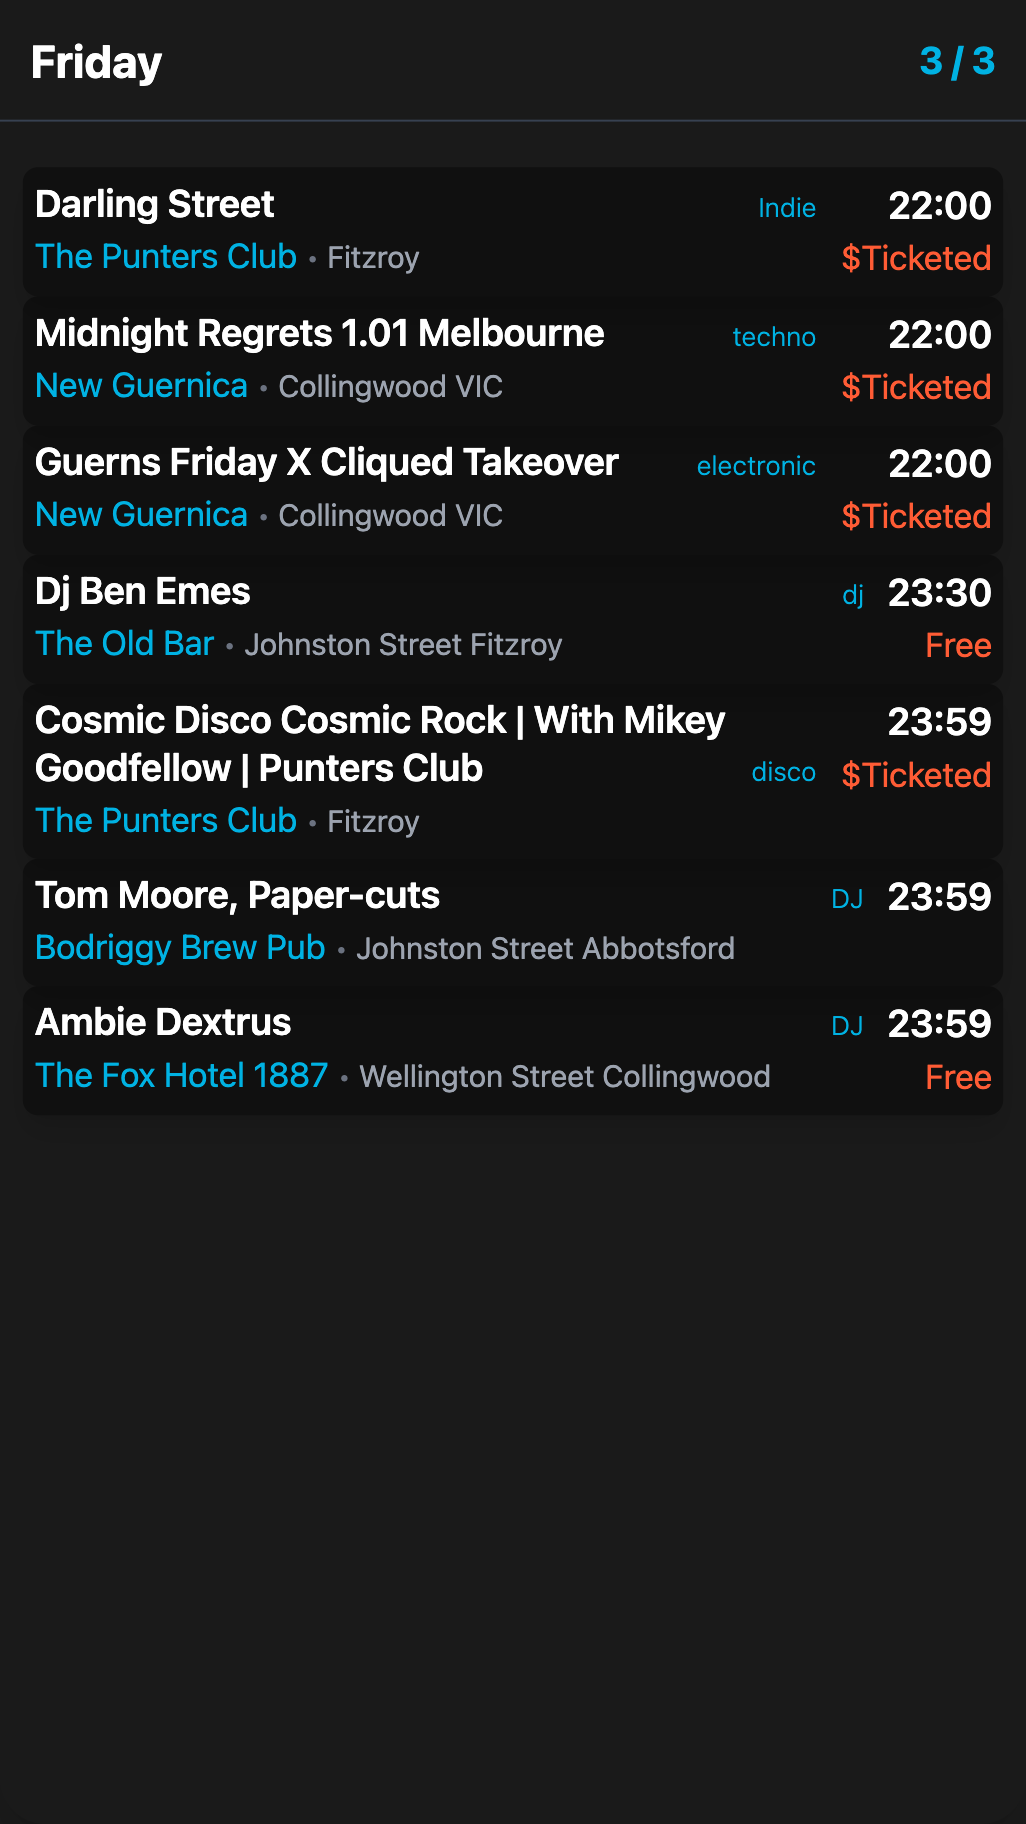 Friday 3 / 3
Darling Street Indie 22:00
The Punters Club • Fitzroy $Ticketed
Midnight Regrets 1.01 Melbourne techno 22:00
New Guernica • Collingwood VIC $Ticketed
Guerns Friday X Cliqued Takeover electronic 22:00
New Guernica • Collingwood VIC $Ticketed
Dj Ben Emes dj 23:30
The Old Bar • Johnston Street Fitzroy Free
Cosmic Disco Cosmic Rock | With Mikey 23:59
Goodfellow | Punters Club disco $Ticketed
The Punters Club • Fitzroy
Tom Moore, Paper-cuts DJ 23:59
Bodriggy Brew Pub • Johnston Street Abbotsford
Ambie Dextrus DJ 23:59
The Fox Hotel 1887 • Wellington Street Collingwood Free